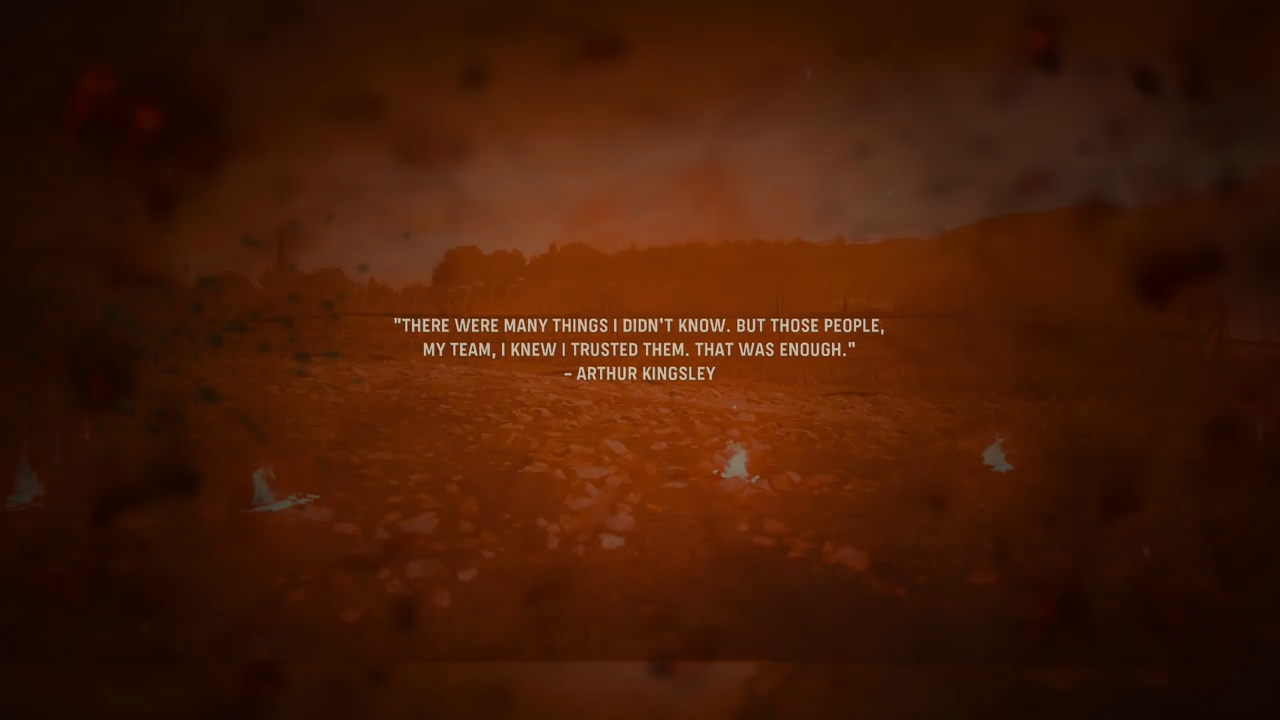 "THERE WERE MANY THINGS I DIDN'T KNOW. BUT THOSE PEOPLE,
MY TEAM, I KNEW I TRUSTED THEM. THAT WAS ENOUGH."
– ARTHUR KINGSLEY